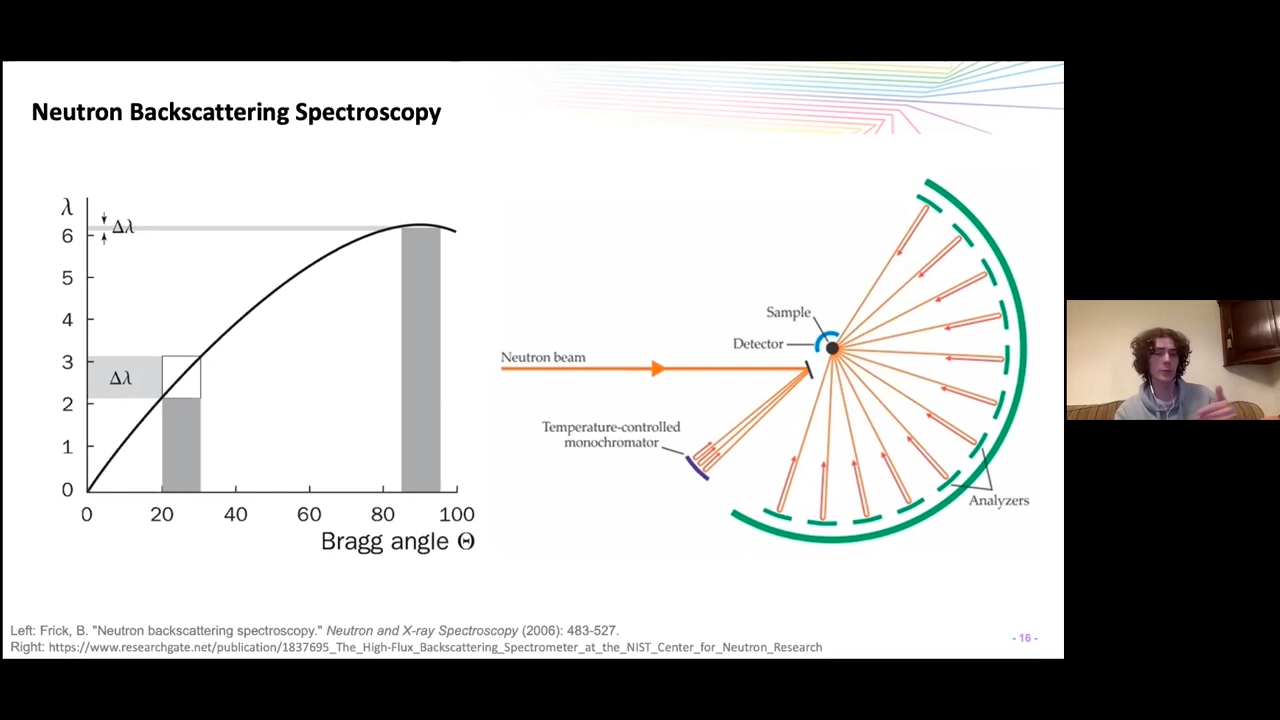 Neutron Backscattering Spectroscopy
λ
Δλ
6
5
4
3
Δλ
2
1
0
0 20 40 60 80 100
Bragg angle Θ
Sample
Detector
Neutron beam
Temperature-controlled
monochromator
Analyzers
Left: Frick, B. "Neutron backscattering spectroscopy." Neutron and X-ray Spectroscopy (2006): 483-527.
Right: https://www.researchgate.net/publication/1837695_The_High-Flux_Backscattering_Spectrometer_at_the_NIST_Center_for_Neutron_Research
- 16 -